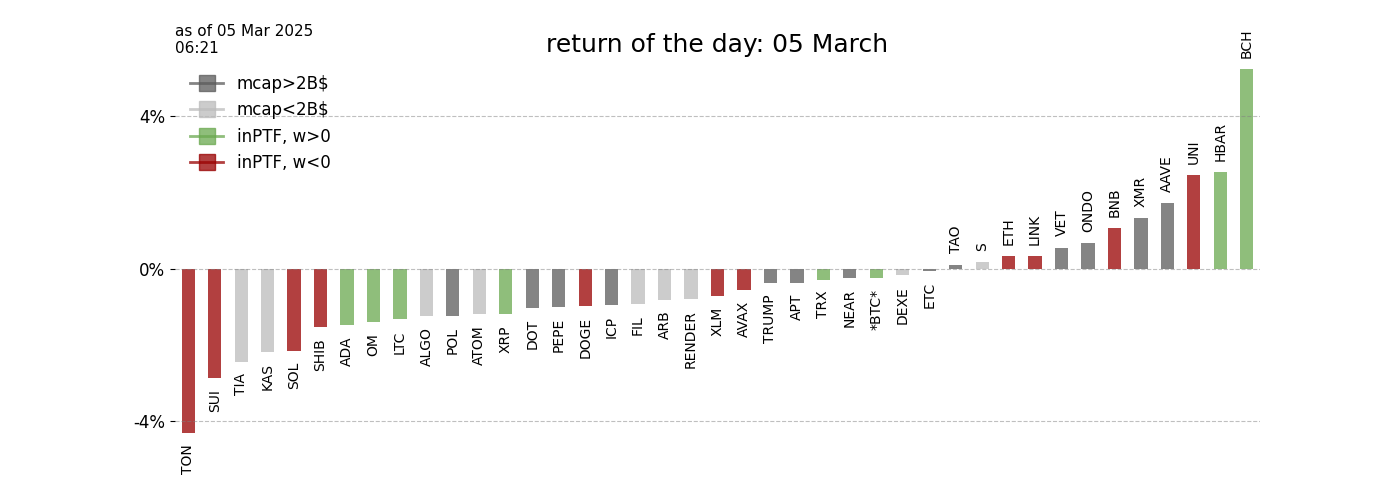 as of 05 Mar 2025
06:21
return of the day: 05 March
mcap>2B$
mcap<2B$
inPTF, w>0
inPTF, w<0
4%
0%
-4%
TON
SUI
TIA
KAS
SOL
SHIB
ADA
OM
LTC
ALGO
POL
ATOM
XRP
DOT
PEPE
DOGE
ICP
FIL
ARB
RENDER
XLM
AVAX
TRUMP
APT
TRX
NEAR
*BTC*
DEXE
ETC
TAO
S
ETH
LINK
VET
ONDO
BNB
XMR
AAVE
UNI
HBAR
BCH